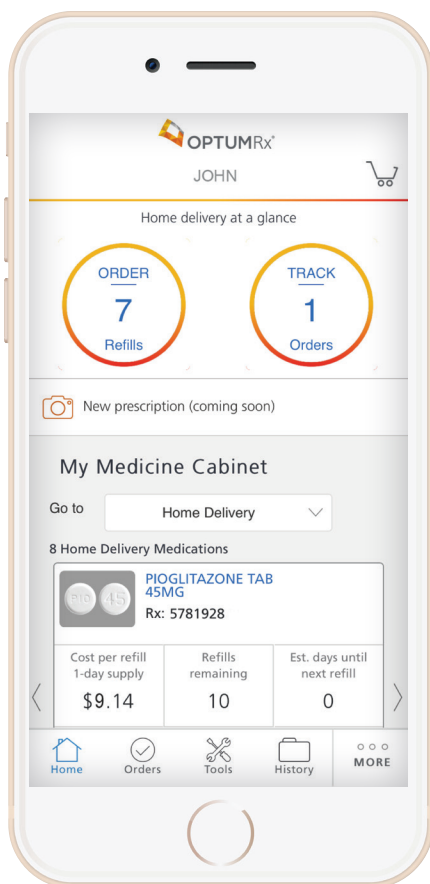 OPTUMRx®
JOHN
Home delivery at a glance
ORDER
7
Refills
TRACK
1
Orders
New prescription (coming soon)
My Medicine Cabinet
Go to
Home Delivery
8 Home Delivery Medications
PIO 45
PIOGLITAZONE TAB
45MG
Rx: 5781928
Cost per refill
1-day supply
$9.14
Refills
remaining
10
Est. days until
next refill
0
Home
Orders
Tools
History
MORE